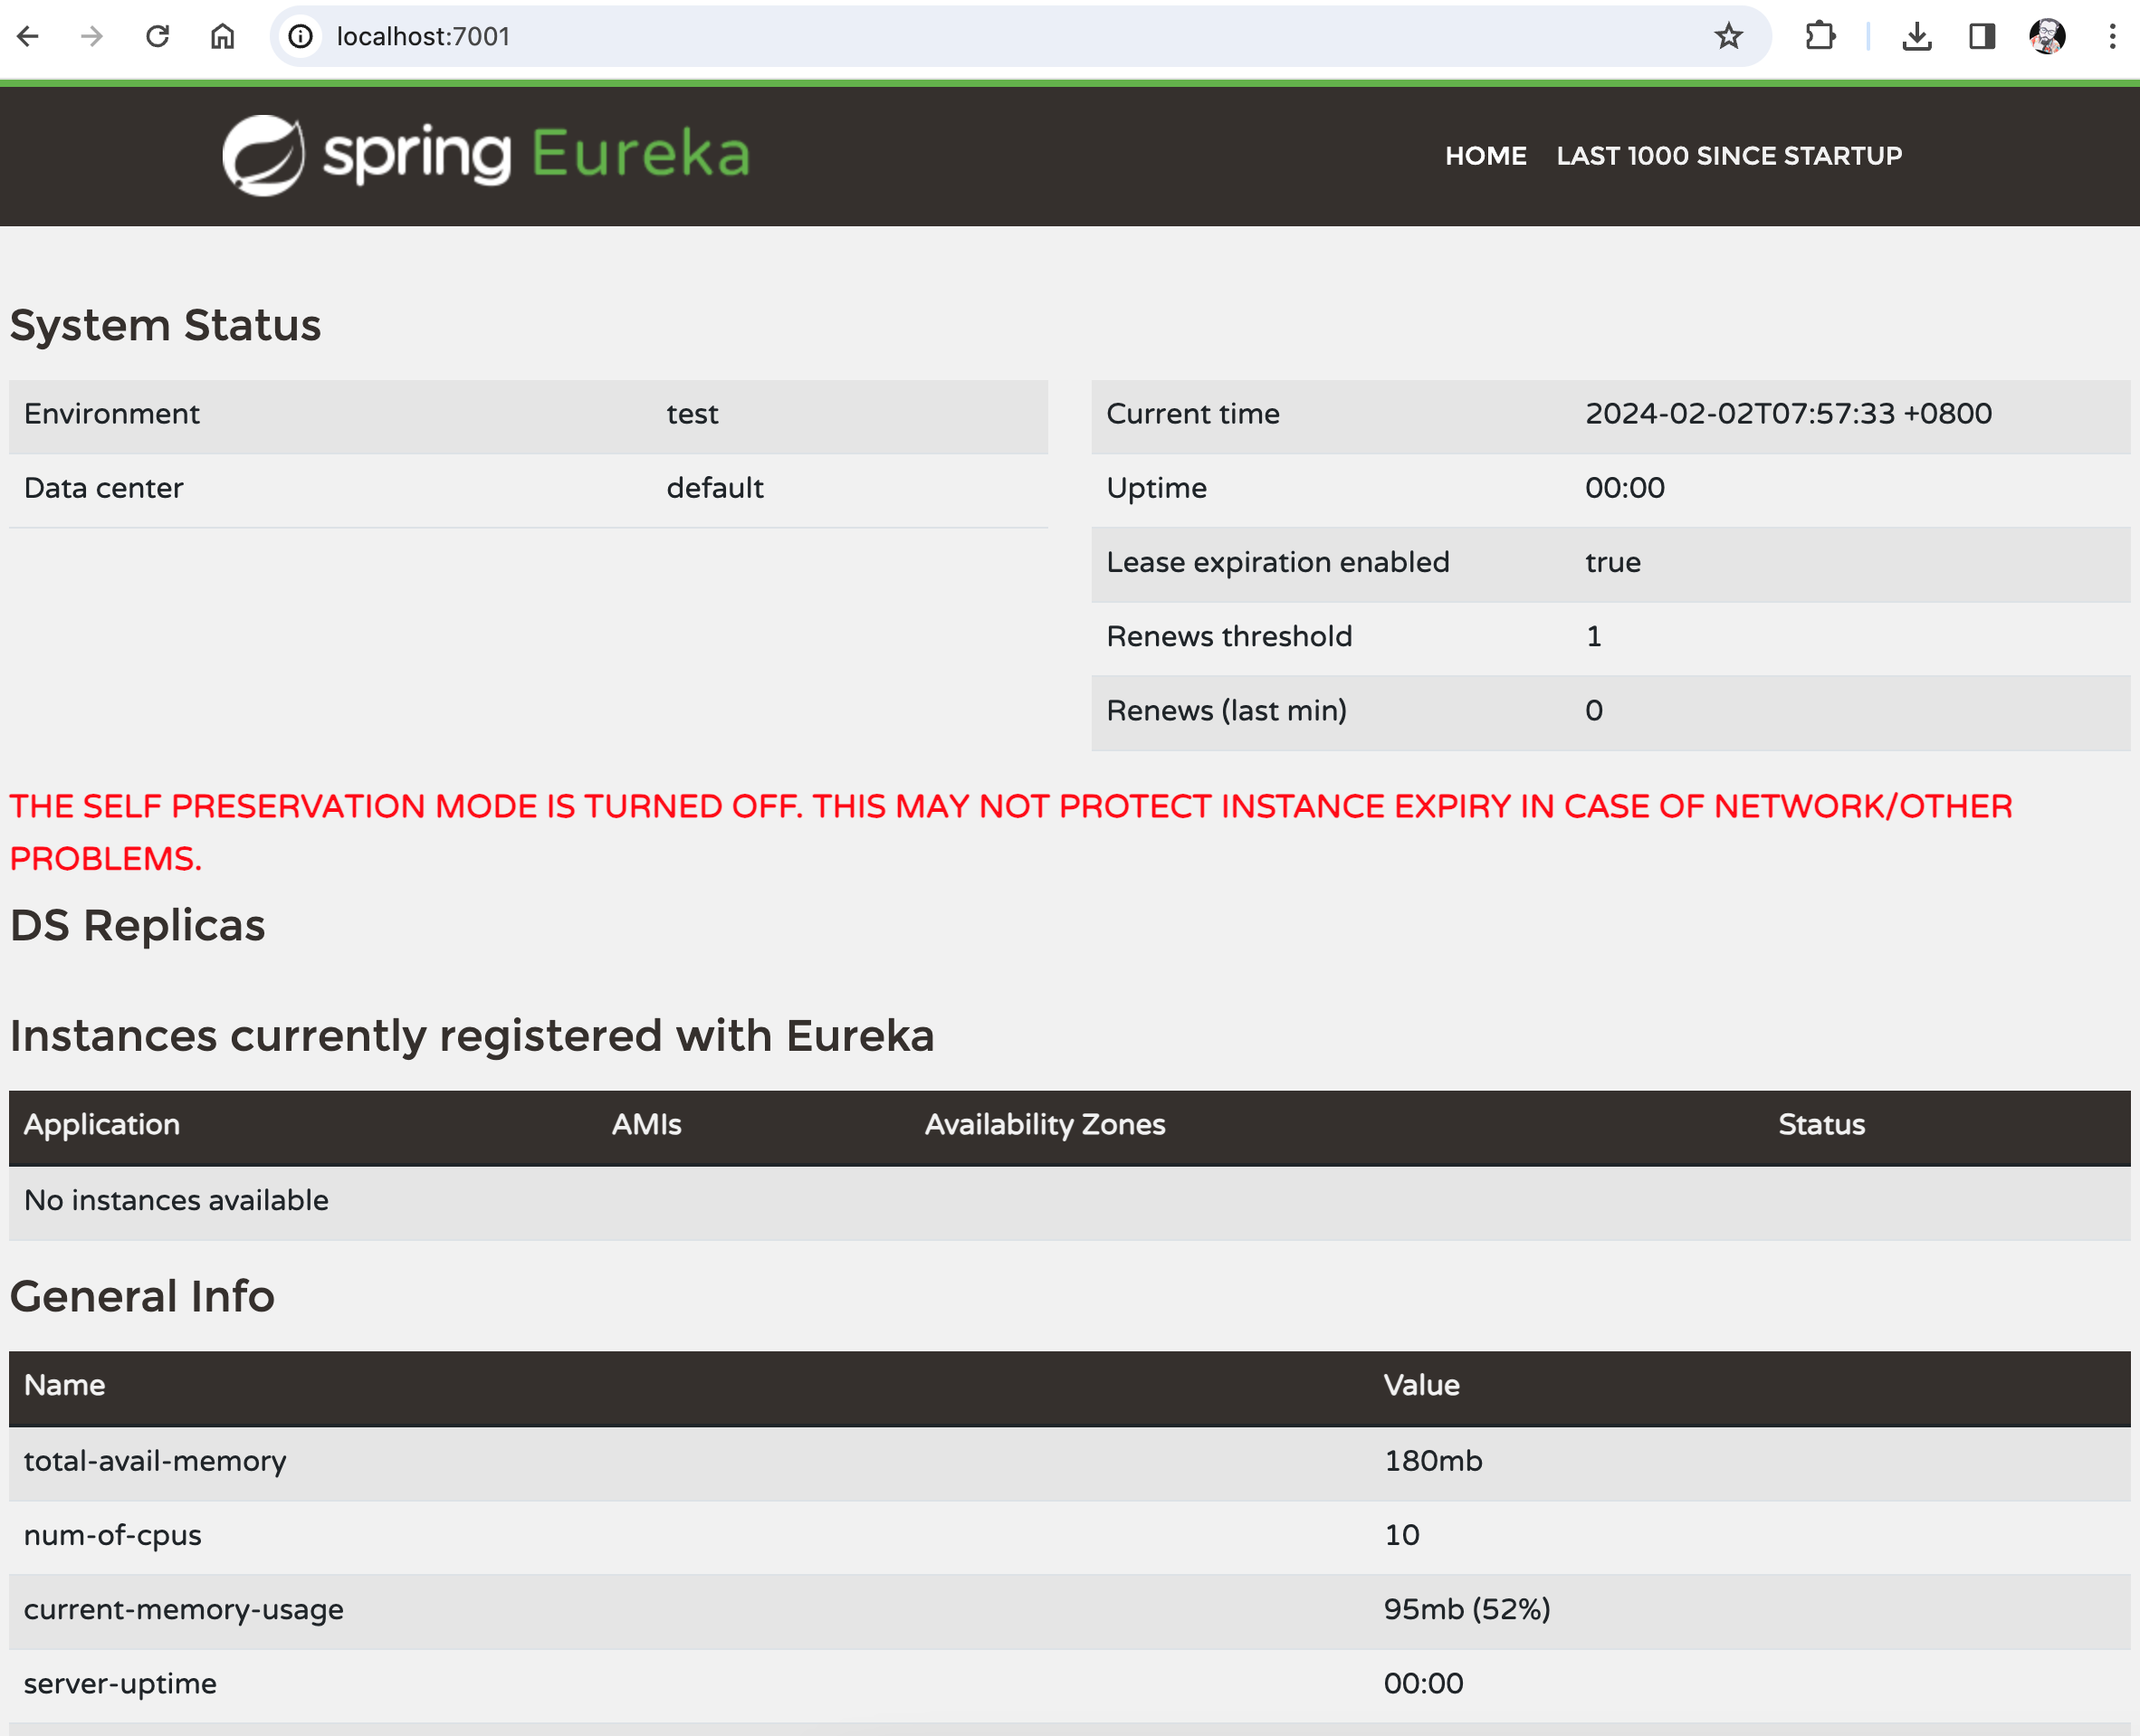 localhost:7001
spring Eureka
HOME LAST 1000 SINCE STARTUP
System Status
Environment test
Data center default
Current time 2024-02-02T07:57:33 +0800
Uptime 00:00
Lease expiration enabled true
Renews threshold 1
Renews (last min) 0
THE SELF PRESERVATION MODE IS TURNED OFF. THIS MAY NOT PROTECT INSTANCE EXPIRY IN CASE OF NETWORK/OTHER
PROBLEMS.
DS Replicas
Instances currently registered with Eureka
Application AMIs Availability Zones Status
No instances available
General Info
Name Value
total-avail-memory 180mb
num-of-cpus 10
current-memory-usage 95mb (52%)
server-uptime 00:00